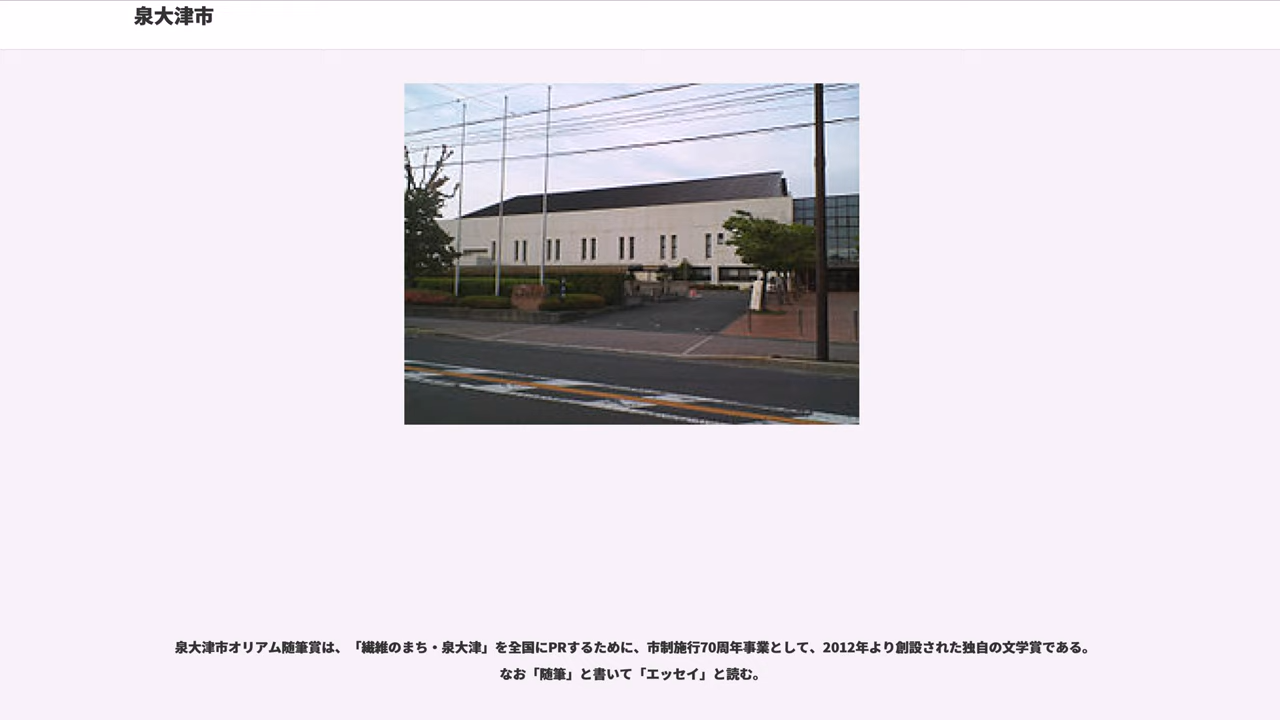 泉大津市
泉大津市オリアム随筆賞は、「繊維のまち・泉大津」を全国にPRするために、市制施行70周年事業として、2012年より創設された独自の文学賞である。
なお「随筆」と書いて「エッセイ」と読む。